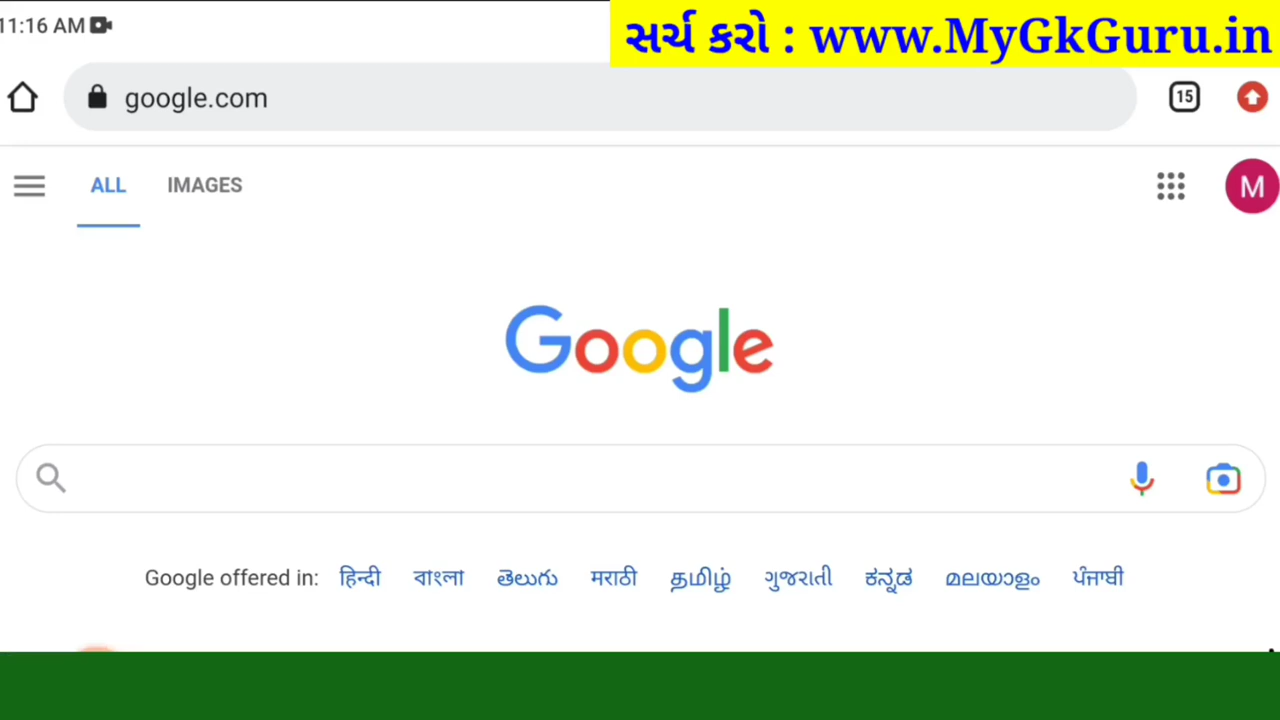 11:16 AM
સર્ચ કરો : www.MyGkGuru.in
google.com
15
ALL IMAGES
M
Google
Google offered in: हिन्दी বাংলা తెలుగు मराठी தமிழ் ગુજરાતી ಕನ್ನಡ മലയാളം ਪੰਜਾਬੀ